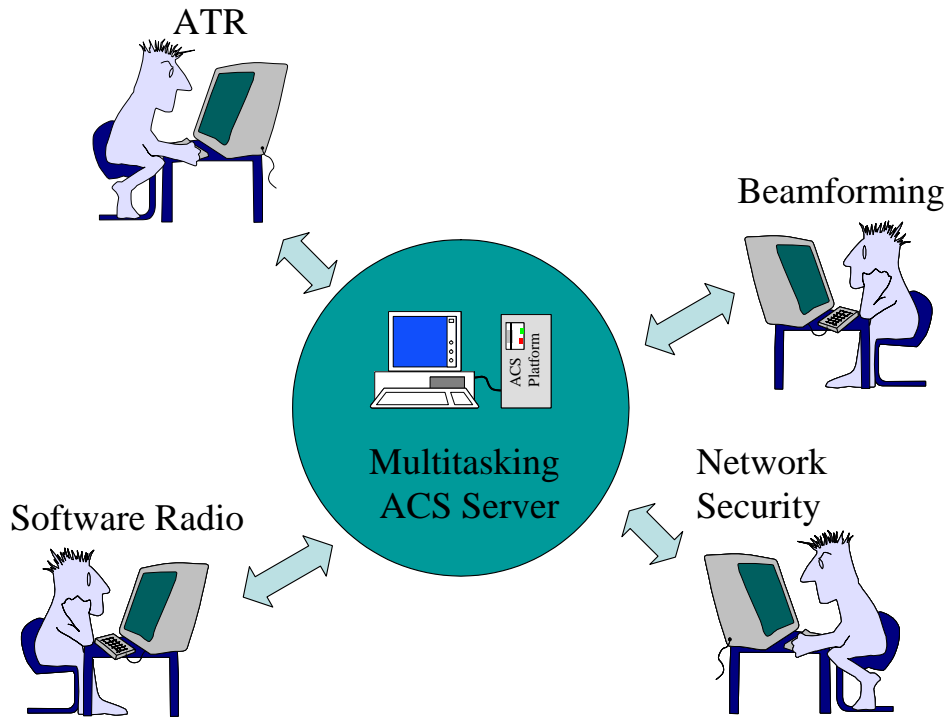 ATR
Beamforming
ACS
Platform
Multitasking
ACS Server
Network
Security
Software Radio